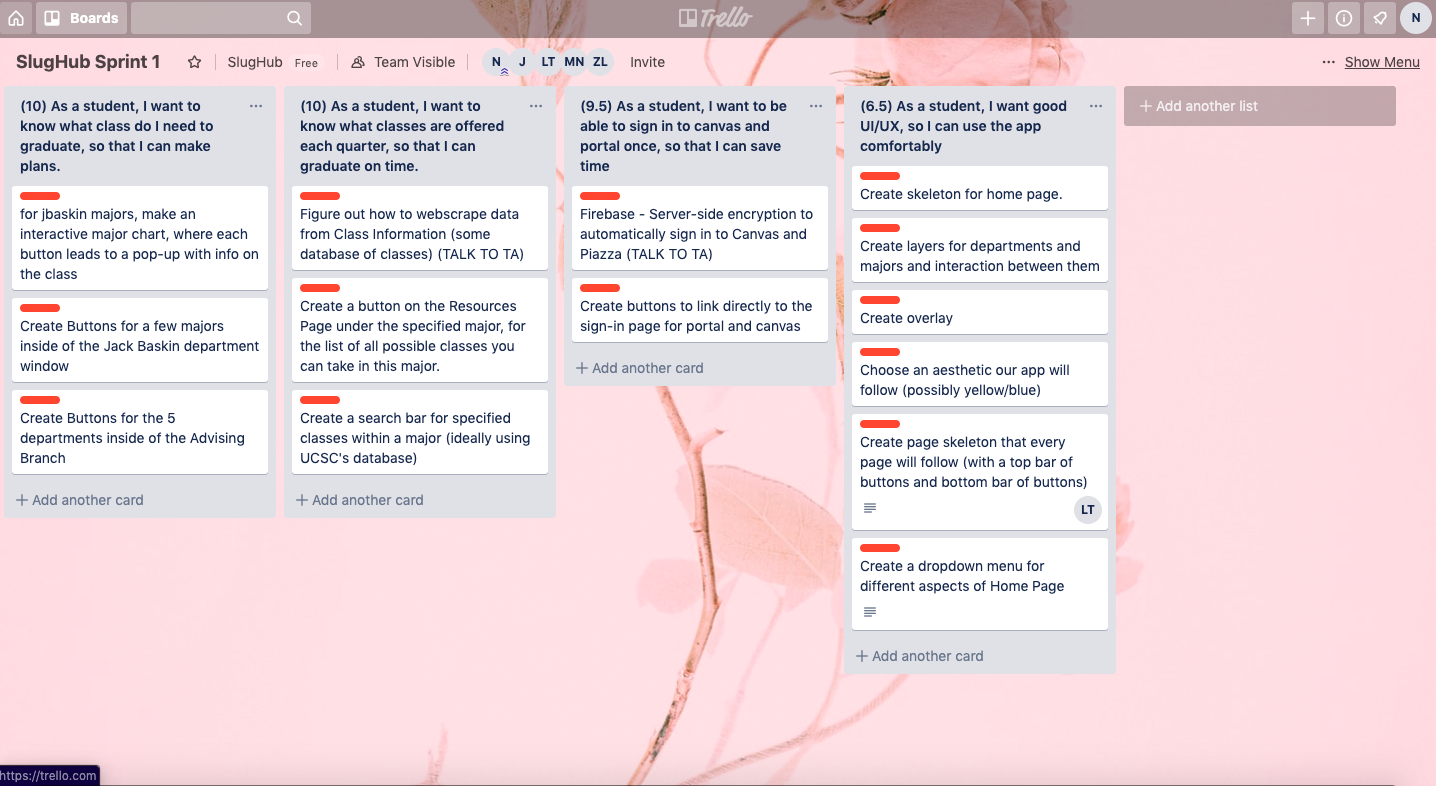 Boards
Trello
N
SlugHub Sprint 1
SlugHub Free
Team Visible
N J LT MN ZL
Invite
... Show Menu
(10) As a student, I want to
know what class do I need to
graduate, so that I can make
plans.
for jbaskin majors, make an
interactive major chart, where each
button leads to a pop-up with info on
the class
Create Buttons for a few majors
inside of the Jack Baskin department
window
Create Buttons for the 5
departments inside of the Advising
Branch
+ Add another card
(10) As a student, I want to
know what classes are offered
each quarter, so that I can
graduate on time.
Figure out how to webscrape data
from Class Information (some
database of classes) (TALK TO TA)
Create a button on the Resources
Page under the specified major, for
the list of all possible classes you
can take in this major.
Create a search bar for specified
classes within a major (ideally using
UCSC's database)
+ Add another card
(9.5) As a student, I want to be
able to sign in to canvas and
portal once, so that I can save
time
Firebase - Server-side encryption to
automatically sign in to Canvas and
Piazza (TALK TO TA)
Create buttons to link directly to the
sign-in page for portal and canvas
+ Add another card
(6.5) As a student, I want good
UI/UX, so I can use the app
comfortably
Create skeleton for home page.
Create layers for departments and
majors and interaction between them
Create overlay
Choose an aesthetic our app will
follow (possibly yellow/blue)
Create page skeleton that every
page will follow (with a top bar of
buttons and bottom bar of buttons)
LT
Create a dropdown menu for
different aspects of Home Page
+ Add another card
+ Add another list
https://trello.com